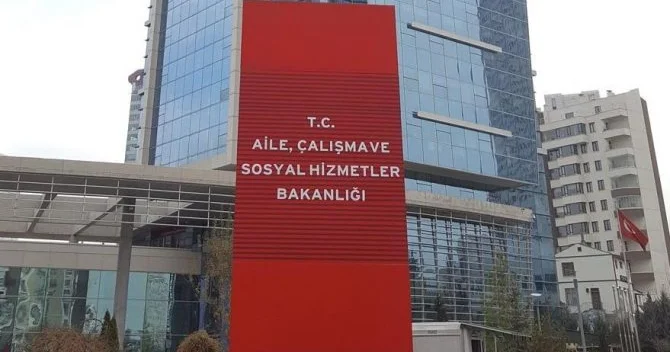 T.C.
AİLE, ÇALIŞMAVE
SOSYAL HİZMETLER
BAKANLIĞI